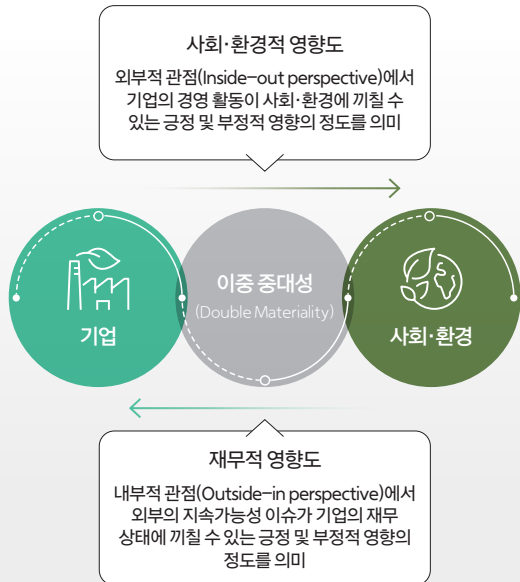 사회·환경적 영향도
외부적 관점(Inside-out perspective)에서
기업의 경영 활동이 사회·환경에 끼칠 수
있는 긍정 및 부정적 영향의 정도를 의미
기업
이중 중대성
(Double Materiality)
사회·환경
재무적 영향도
내부적 관점(Outside-in perspective)에서
외부의 지속가능성 이슈가 기업의 재무
상태에 끼칠 수 있는 긍정 및 부정적 영향의
정도를 의미